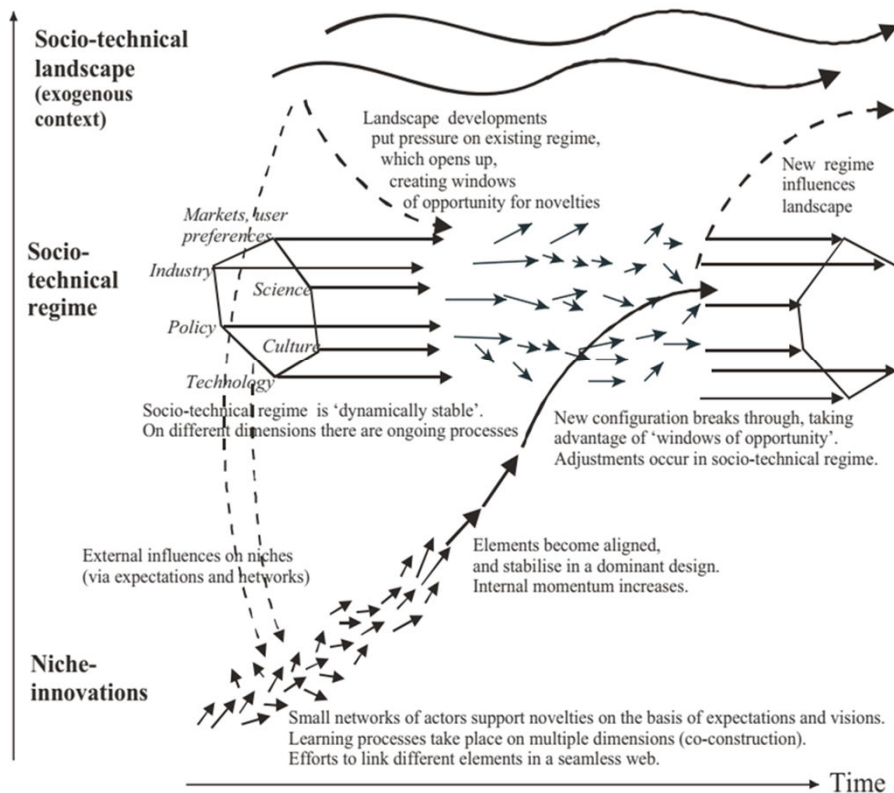 Socio-technical
landscape
(exogenous
context)
Landscape developments
put pressure on existing regime,
which opens up,
creating windows
of opportunity for novelties
New regime
influences
landscape
Markets, user
preferences
Socio-
technical
regime
Industry
Science
Policy
Culture
Technology
Socio-technical regime is ‘dynamically stable’.
On different dimensions there are ongoing processes
New configuration breaks through, taking
advantage of ‘windows of opportunity’.
Adjustments occur in socio-technical regime.
External influences on niches
(via expectations and networks)
Elements become aligned,
and stabilise in a dominant design.
Internal momentum increases.
Niche-
innovations
Small networks of actors support novelties on the basis of expectations and visions.
Learning processes take place on multiple dimensions (co-construction).
Efforts to link different elements in a seamless web.
Time